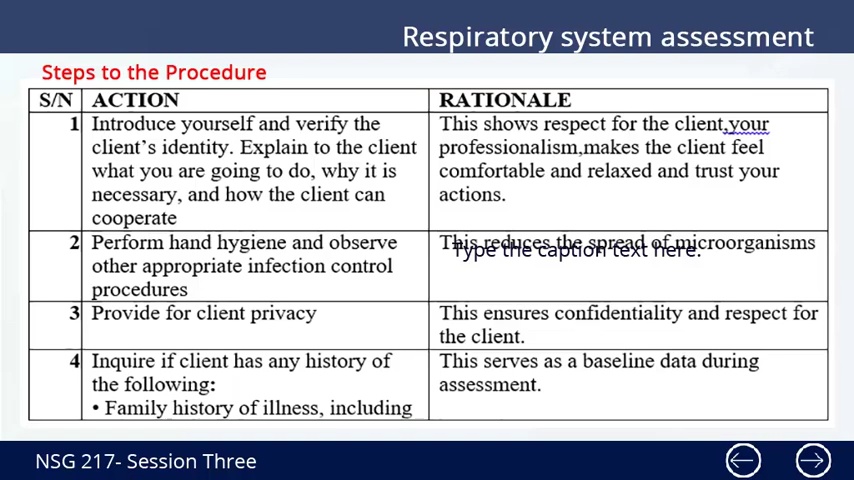 Respiratory system assessment
Steps to the Procedure
S/N ACTION RATIONALE
1 Introduce yourself and verify the
client's identity. Explain to the client
what you are going to do, why it is
necessary, and how the client can
cooperate
This shows respect for the client,your
professionalism,makes the client feel
comfortable and relaxed and trust your
actions.
2 Perform hand hygiene and observe
other appropriate infection control
procedures
This reduces the spread of microorganisms
Type the caption text here.
3 Provide for client privacy
This ensures confidentiality and respect for
the client.
4 Inquire if client has any history of
the following:
• Family history of illness, including
This serves as a baseline data during
assessment.
NSG 217- Session Three